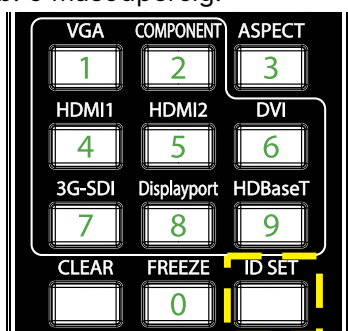 VGA COMPONENT ASPECT
1 2 3
HDMI1 HDMI2 DVI
4 5 6
3G-SDI Displayport HDBaseT
7 8 9
CLEAR FREEZE ID SET
0